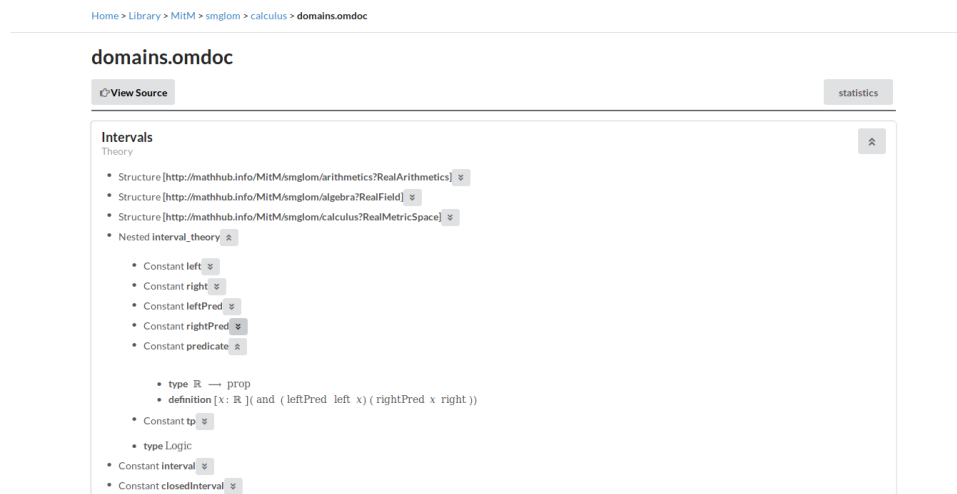 Home > Library > MitM > smglom > calculus > domains.omdoc
domains.omdoc
View Source
statistics
Intervals
Theory
Structure [http://mathhub.info/MitM/smglom/arithmetics?RealArithmetics]
Structure [http://mathhub.info/MitM/smglom/algebra?RealField]
Structure [http://mathhub.info/MitM/smglom/calculus?RealMetricSpace]
Nested interval_theory
Constant left
Constant right
Constant leftPred
Constant rightPred
Constant predicate
type ℝ ⟶ prop
definition [x: ℝ ]( and ( leftPred left x) ( rightPred x right ))
Constant tp
type Logic
Constant interval
Constant closedInterval